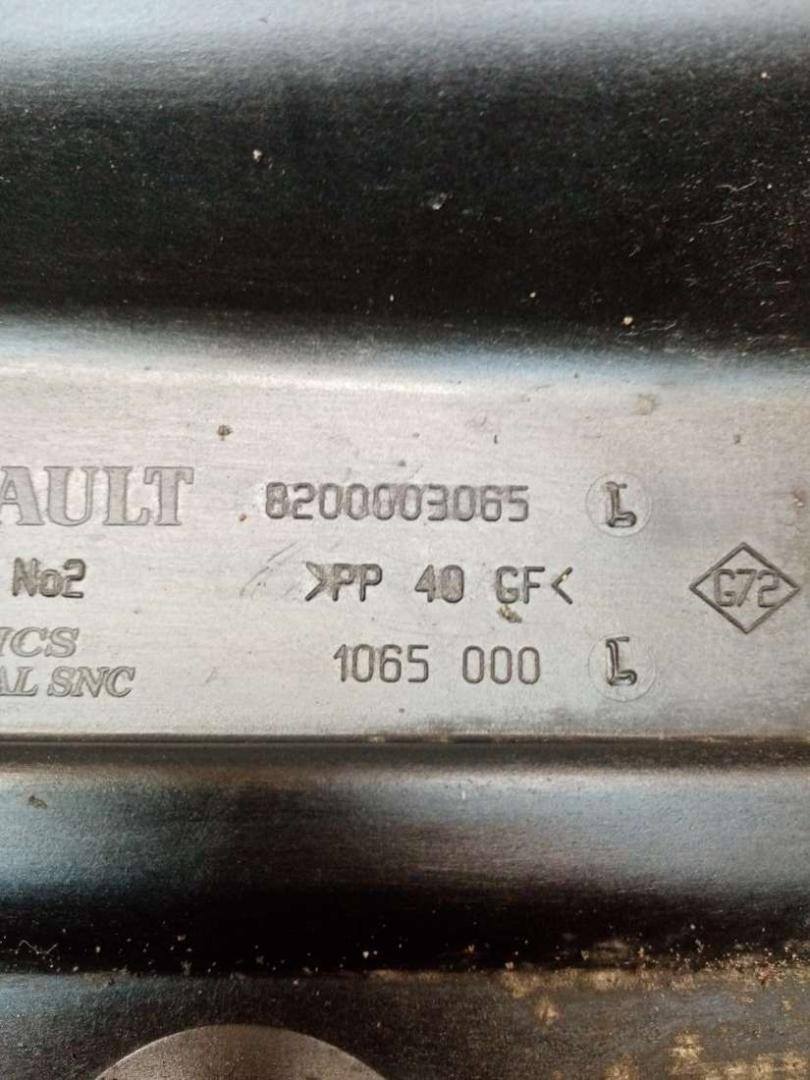 AULT 8200003065 L
No2 >PP 40 GF< G72
ICS
AL SNC 1065 000 L